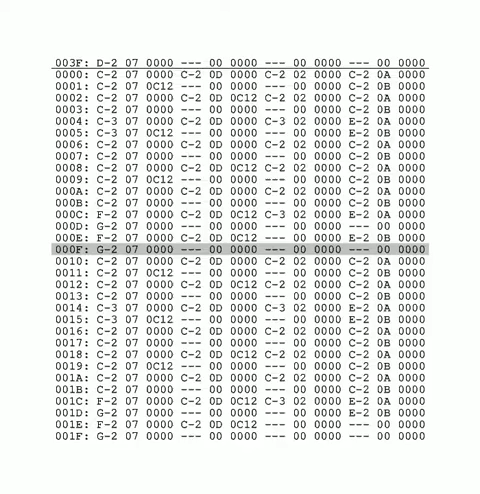 003F: D-2 07 0000 --- 00 0000 --- 00 0000 --- 00 0000
0000: C-2 07 0000 C-2 0D 0000 C-2 02 0000 C-2 0A 0000
0001: C-2 07 0C12 --- 00 0000 --- 00 0000 C-2 0B 0000
0002: C-2 07 0000 C-2 0D 0C12 C-2 02 0000 C-2 0A 0000
0003: C-2 07 0000 --- 00 0000 --- 00 0000 C-2 0B 0000
0004: C-3 07 0000 C-2 0D 0000 C-3 02 0000 E-2 0A 0000
0005: C-3 07 0C12 --- 00 0000 --- 00 0000 E-2 0B 0000
0006: C-2 07 0000 C-2 0D 0000 C-2 02 0000 C-2 0A 0000
0007: C-2 07 0000 --- 00 0000 --- 00 0000 C-2 0B 0000
0008: C-2 07 0000 C-2 0D 0C12 C-2 02 0000 C-2 0A 0000
0009: C-2 07 0C12 --- 00 0000 --- 00 0000 C-2 0B 0000
000A: C-2 07 0000 C-2 0D 0000 C-2 02 0000 C-2 0A 0000
000B: C-2 07 0000 --- 00 0000 --- 00 0000 C-2 0B 0000
000C: F-2 07 0000 C-2 0D 0C12 C-3 02 0000 E-2 0A 0000
000D: G-2 07 0000 --- 00 0000 --- 00 0000 --- 00 0000
000E: F-2 07 0000 C-2 0D 0C12 --- 00 0000 E-2 0B 0000
000F: G-2 07 0000 --- 00 0000 --- 00 0000 --- 00 0000
0010: C-2 07 0000 C-2 0D 0000 C-2 02 0000 C-2 0A 0000
0011: C-2 07 0C12 --- 00 0000 --- 00 0000 C-2 0B 0000
0012: C-2 07 0000 C-2 0D 0C12 C-2 02 0000 C-2 0A 0000
0013: C-2 07 0000 --- 00 0000 --- 00 0000 C-2 0B 0000
0014: C-3 07 0000 C-2 0D 0000 C-3 02 0000 E-2 0A 0000
0015: C-3 07 0C12 --- 00 0000 --- 00 0000 E-2 0B 0000
0016: C-2 07 0000 C-2 0D 0000 C-2 02 0000 C-2 0A 0000
0017: C-2 07 0000 --- 00 0000 --- 00 0000 C-2 0B 0000
0018: C-2 07 0000 C-2 0D 0C12 C-2 02 0000 C-2 0A 0000
0019: C-2 07 0C12 --- 00 0000 --- 00 0000 C-2 0B 0000
001A: C-2 07 0000 C-2 0D 0000 C-2 02 0000 C-2 0A 0000
001B: C-2 07 0000 --- 00 0000 --- 00 0000 C-2 0B 0000
001C: F-2 07 0000 C-2 0D 0C12 C-3 02 0000 E-2 0A 0000
001D: G-2 07 0000 --- 00 0000 --- 00 0000 E-2 0B 0000
001E: F-2 07 0000 C-2 0D 0C12 --- 00 0000 --- 00 0000
001F: G-2 07 0000 --- 00 0000 --- 00 0000 --- 00 0000